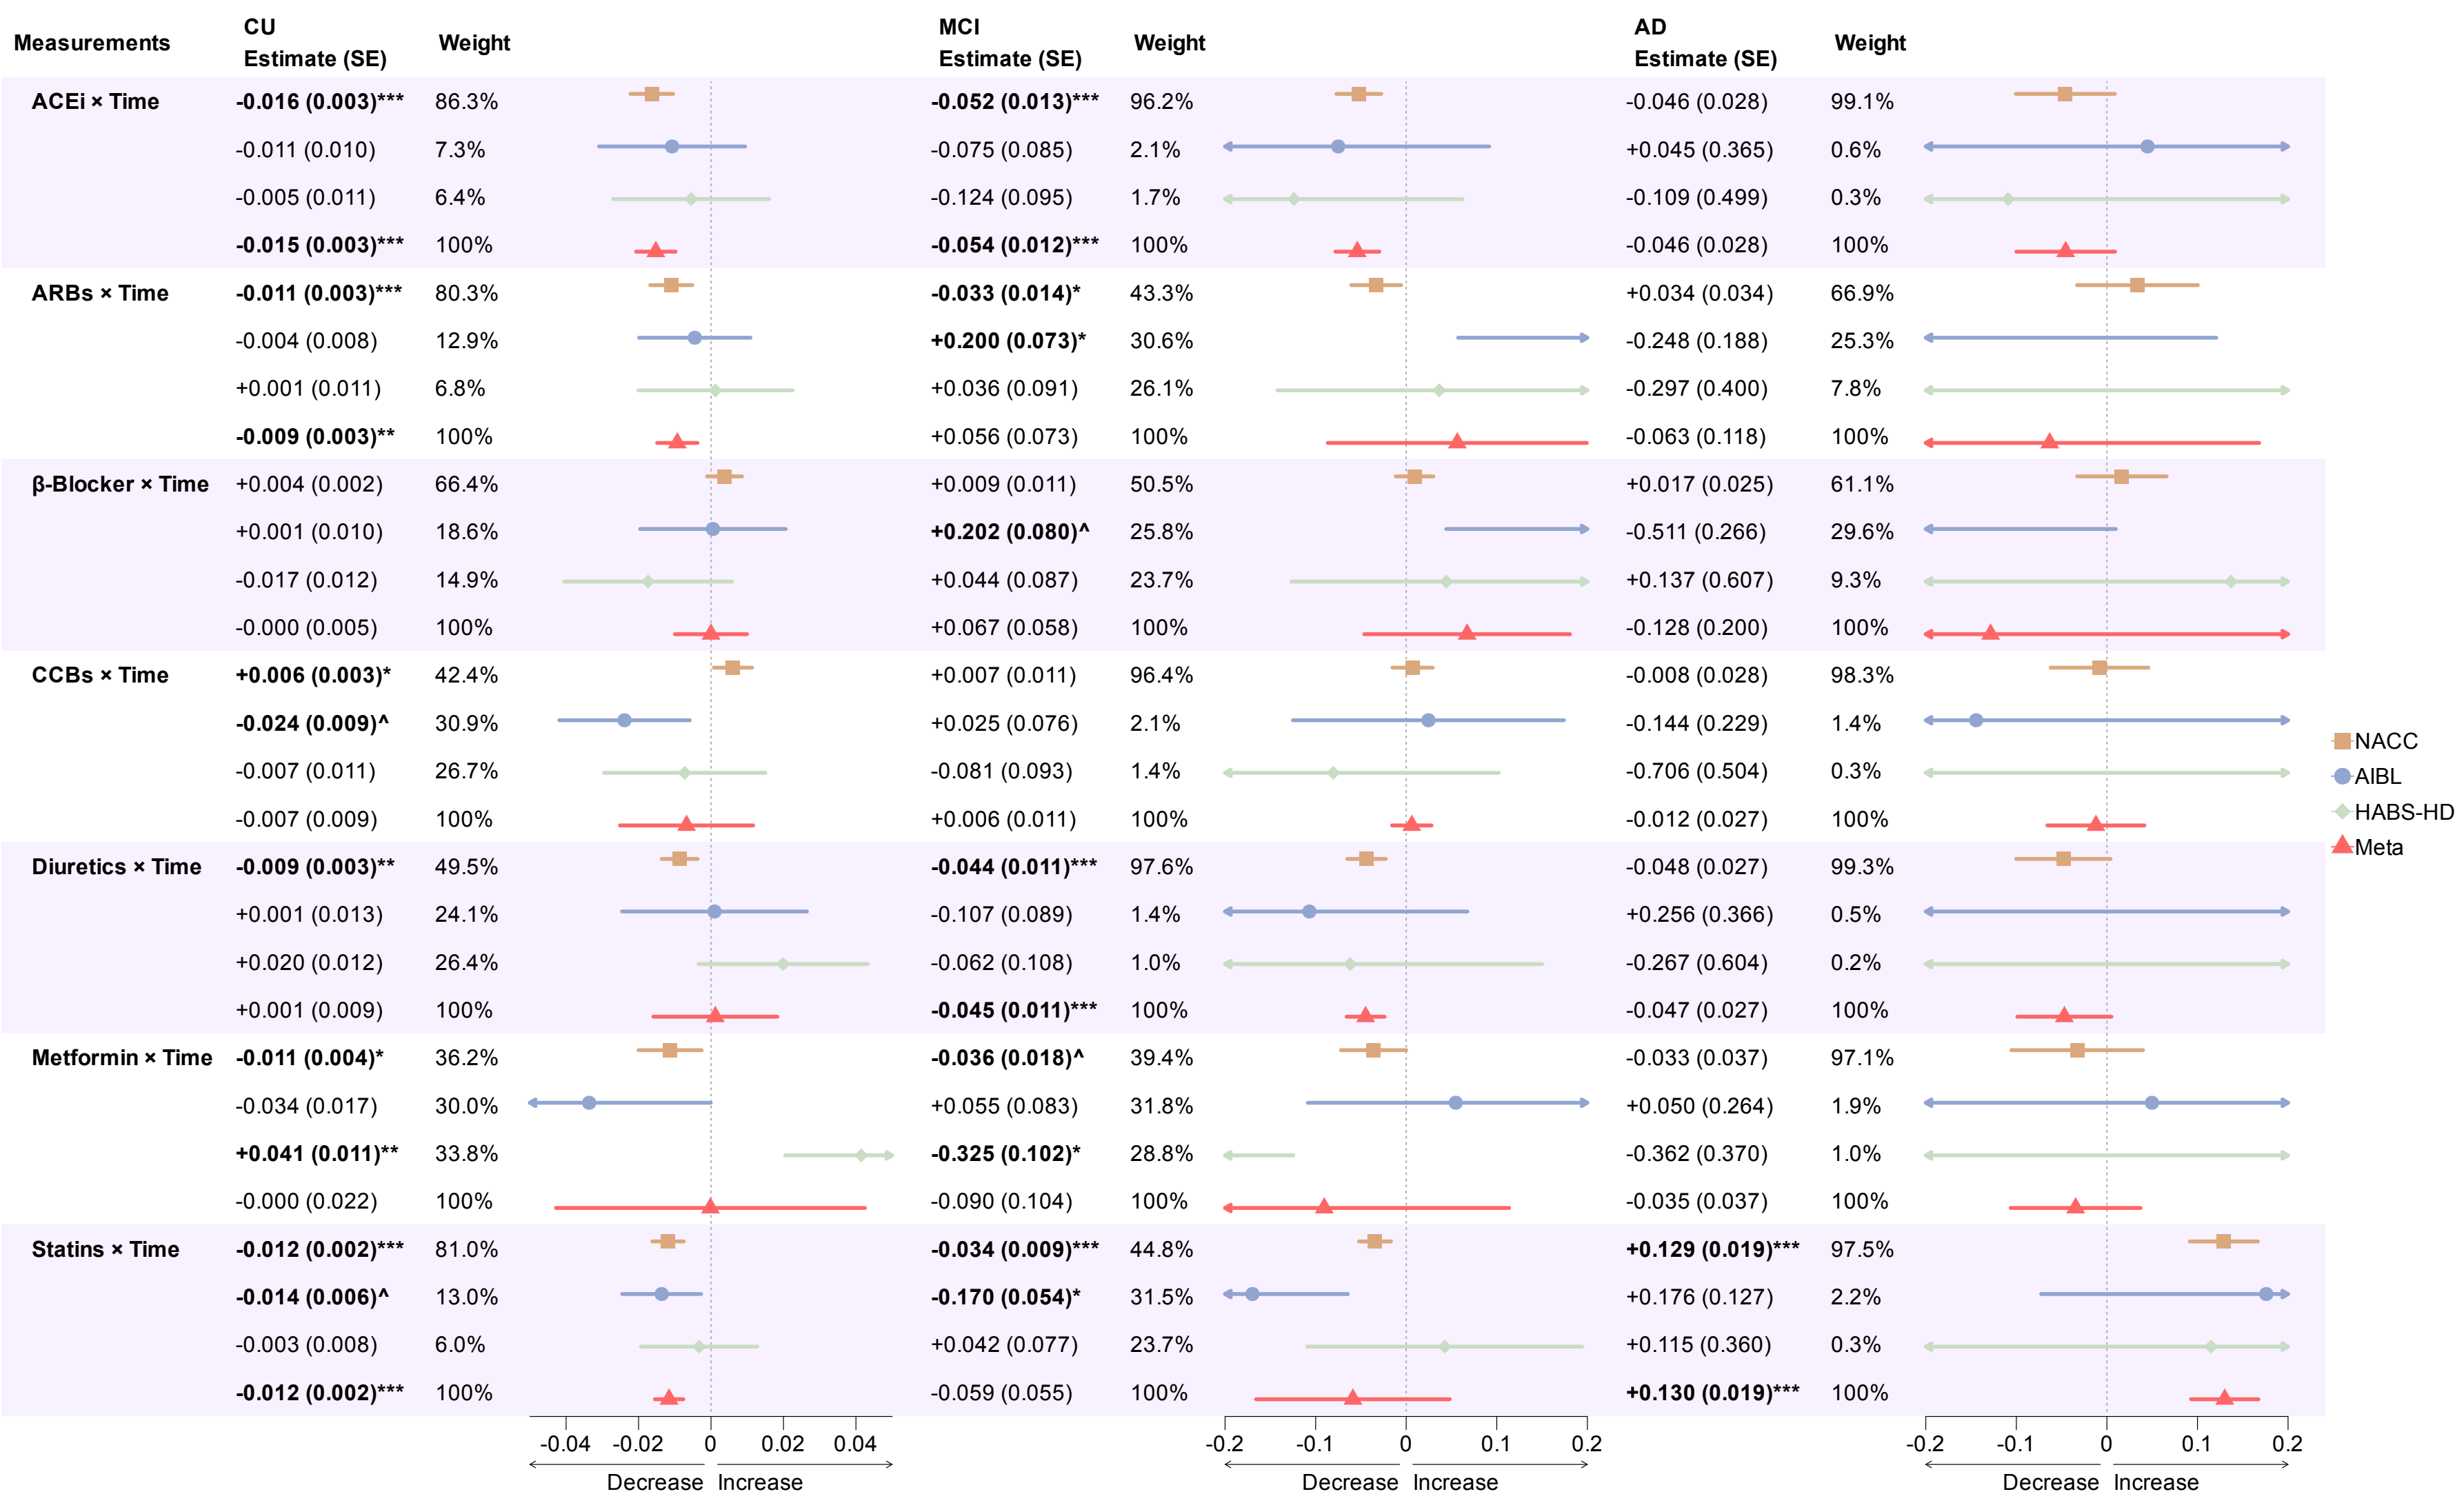 Measurements CU Estimate (SE) Weight MCI Estimate (SE) Weight AD Estimate (SE) Weight
ACEi × Time -0.016 (0.003)*** 86.3% -0.052 (0.013)*** 96.2% -0.046 (0.028) 99.1%
-0.011 (0.010) 7.3% -0.075 (0.085) 2.1% +0.045 (0.365) 0.6%
-0.005 (0.011) 6.4% -0.124 (0.095) 1.7% -0.109 (0.499) 0.3%
-0.015 (0.003)*** 100% -0.054 (0.012)*** 100% -0.046 (0.028) 100%
ARBs × Time -0.011 (0.003)*** 80.3% -0.033 (0.014)* 43.3% +0.034 (0.034) 66.9%
-0.004 (0.008) 12.9% +0.200 (0.073)* 30.6% -0.248 (0.188) 25.3%
+0.001 (0.011) 6.8% +0.036 (0.091) 26.1% -0.297 (0.400) 7.8%
-0.009 (0.003)** 100% +0.056 (0.073) 100% -0.063 (0.118) 100%
β-Blocker × Time +0.004 (0.002) 66.4% +0.009 (0.011) 50.5% +0.017 (0.025) 61.1%
+0.001 (0.010) 18.6% +0.202 (0.080)^ 25.8% -0.511 (0.266) 29.6%
-0.017 (0.012) 14.9% +0.044 (0.087) 23.7% +0.137 (0.607) 9.3%
-0.000 (0.005) 100% +0.067 (0.058) 100% -0.128 (0.200) 100%
CCBs × Time +0.006 (0.003)* 42.4% +0.007 (0.011) 96.4% -0.008 (0.028) 98.3%
-0.024 (0.009)^ 30.9% +0.025 (0.076) 2.1% -0.144 (0.229) 1.4%
-0.007 (0.011) 26.7% -0.081 (0.093) 1.4% -0.706 (0.504) 0.3%
-0.007 (0.009) 100% +0.006 (0.011) 100% -0.012 (0.027) 100%
Diuretics × Time -0.009 (0.003)** 49.5% -0.044 (0.011)*** 97.6% -0.048 (0.027) 99.3%
+0.001 (0.013) 24.1% -0.107 (0.089) 1.4% +0.256 (0.366) 0.5%
+0.020 (0.012) 26.4% -0.062 (0.108) 1.0% -0.267 (0.604) 0.2%
+0.001 (0.009) 100% -0.045 (0.011)*** 100% -0.047 (0.027) 100%
Metformin × Time -0.011 (0.004)* 36.2% -0.036 (0.018)^ 39.4% -0.033 (0.037) 97.1%
-0.034 (0.017) 30.0% +0.055 (0.083) 31.8% +0.050 (0.264) 1.9%
+0.041 (0.011)** 33.8% -0.325 (0.102)* 28.8% -0.362 (0.370) 1.0%
-0.000 (0.022) 100% -0.090 (0.104) 100% -0.035 (0.037) 100%
Statins × Time -0.012 (0.002)*** 81.0% -0.034 (0.009)*** 44.8% +0.129 (0.019)*** 97.5%
-0.014 (0.006)^ 13.0% -0.170 (0.054)* 31.5% +0.176 (0.127) 2.2%
-0.003 (0.008) 6.0% +0.042 (0.077) 23.7% +0.115 (0.360) 0.3%
-0.012 (0.002)*** 100% -0.059 (0.055) 100% +0.130 (0.019)*** 100%
-0.04 -0.02 0 0.02 0.04 -0.2 -0.1 0 0.1 0.2 -0.2 -0.1 0 0.1 0.2
Decrease Increase Decrease Increase Decrease Increase
NACC
AIBL
HABS-HD
Meta